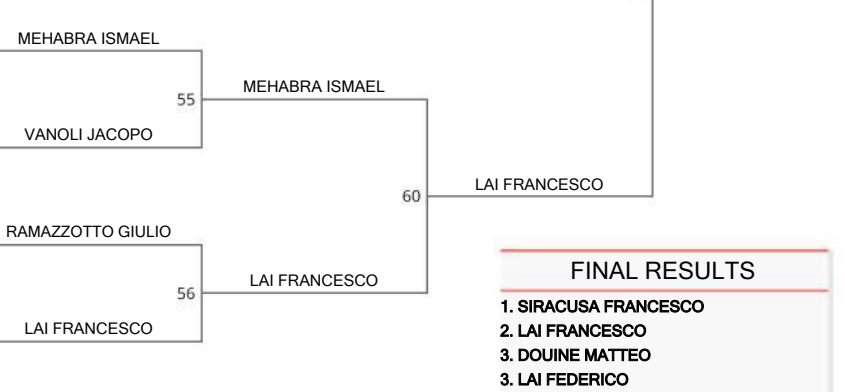 MEHABRA ISMAEL
55
MEHABRA ISMAEL
VANOLI JACOPO
60
LAI FRANCESCO
RAMAZZOTTO GIULIO
56
LAI FRANCESCO
LAI FRANCESCO
FINAL RESULTS
1. SIRACUSA FRANCESCO
2. LAI FRANCESCO
3. DOUINE MATTEO
3. LAI FEDERICO